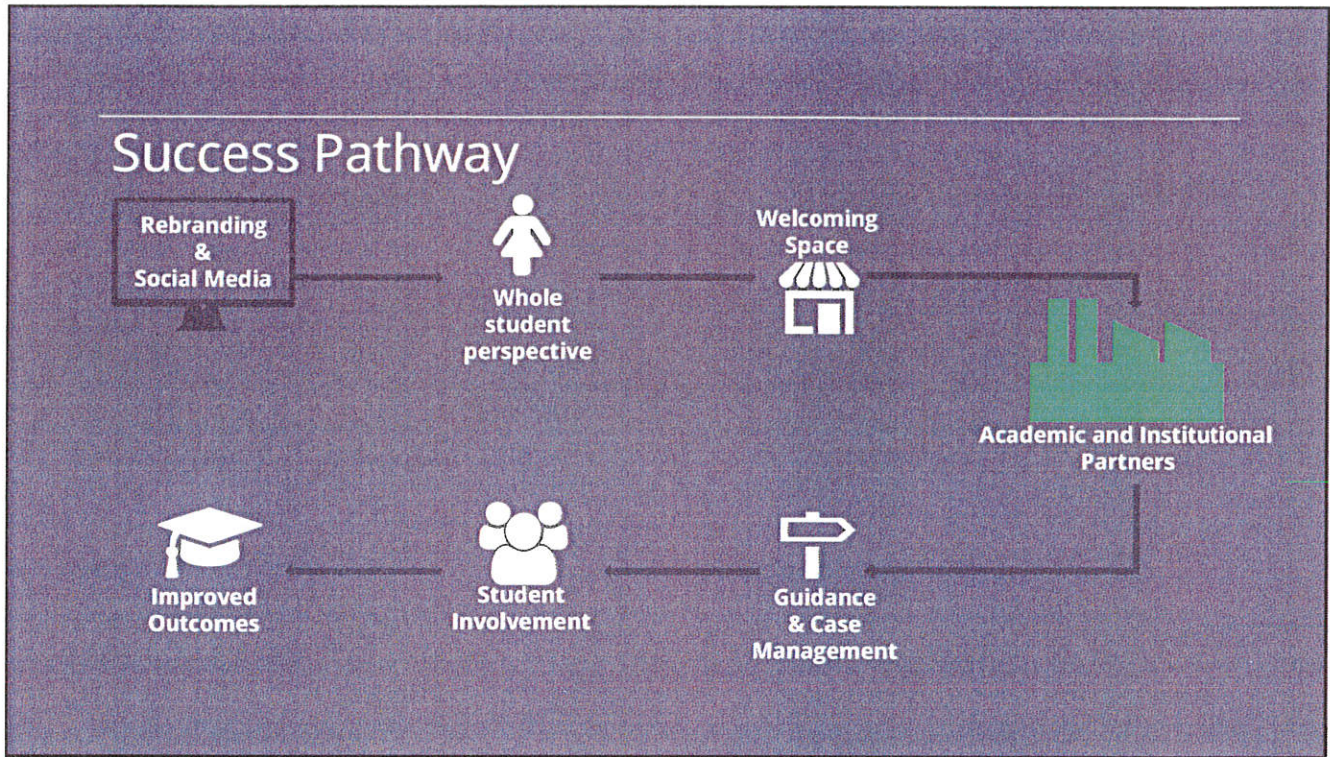 Success Pathway
Rebranding
&
Social Media
Whole
student
perspective
Welcoming
Space
Academic and Institutional
Partners
Guidance
& Case
Management
Student
Involvement
Improved
Outcomes